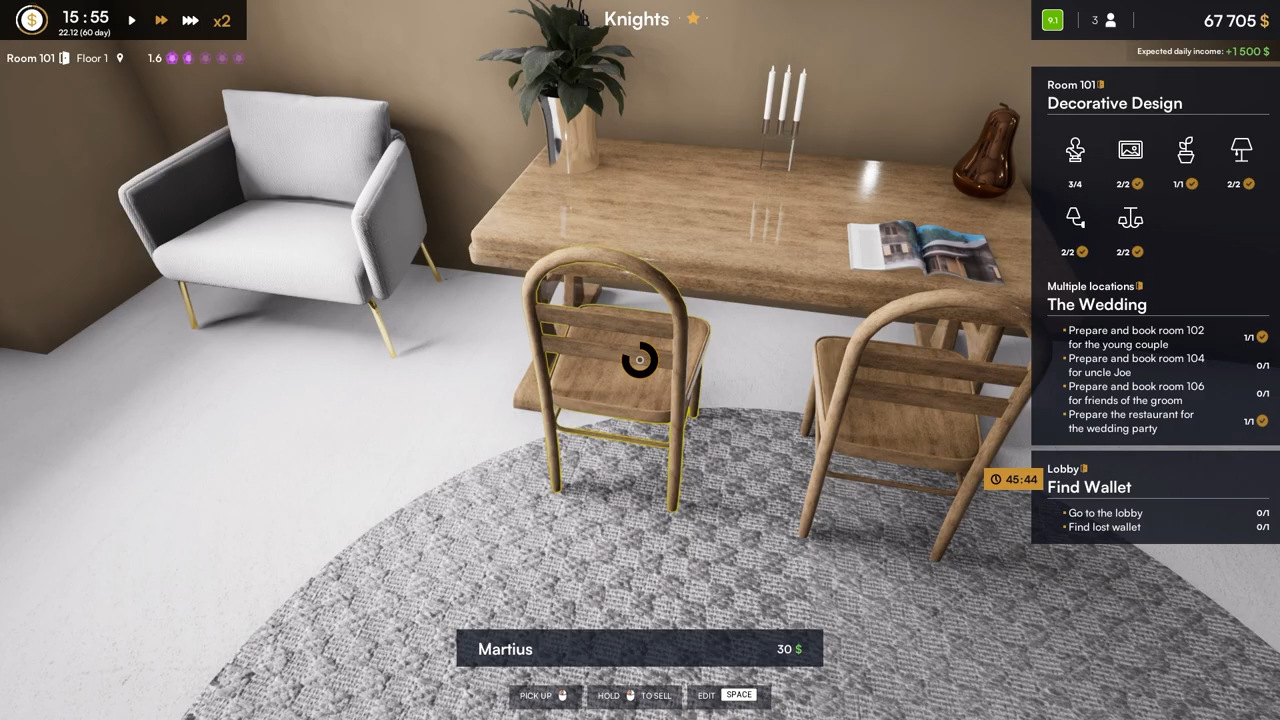 15 : 55
22.12 (60 day)
x2
Knights
9.1
3
67 705 $
Expected daily income: +1 500 $
Room 101
Floor 1
1.6
Room 101
Decorative Design
3/4
2/2
1/1
2/2
2/2
2/2
Multiple locations
The Wedding
Prepare and book room 102
for the young couple
1/1
Prepare and book room 104
for uncle Joe
0/1
Prepare and book room 106
for friends of the groom
0/1
Prepare the restaurant for
the wedding party
1/1
45:44
Lobby
Find Wallet
Go to the lobby
0/1
Find lost wallet
0/1
Martius
30 $
PICK UP
HOLD TO SELL
EDIT SPACE